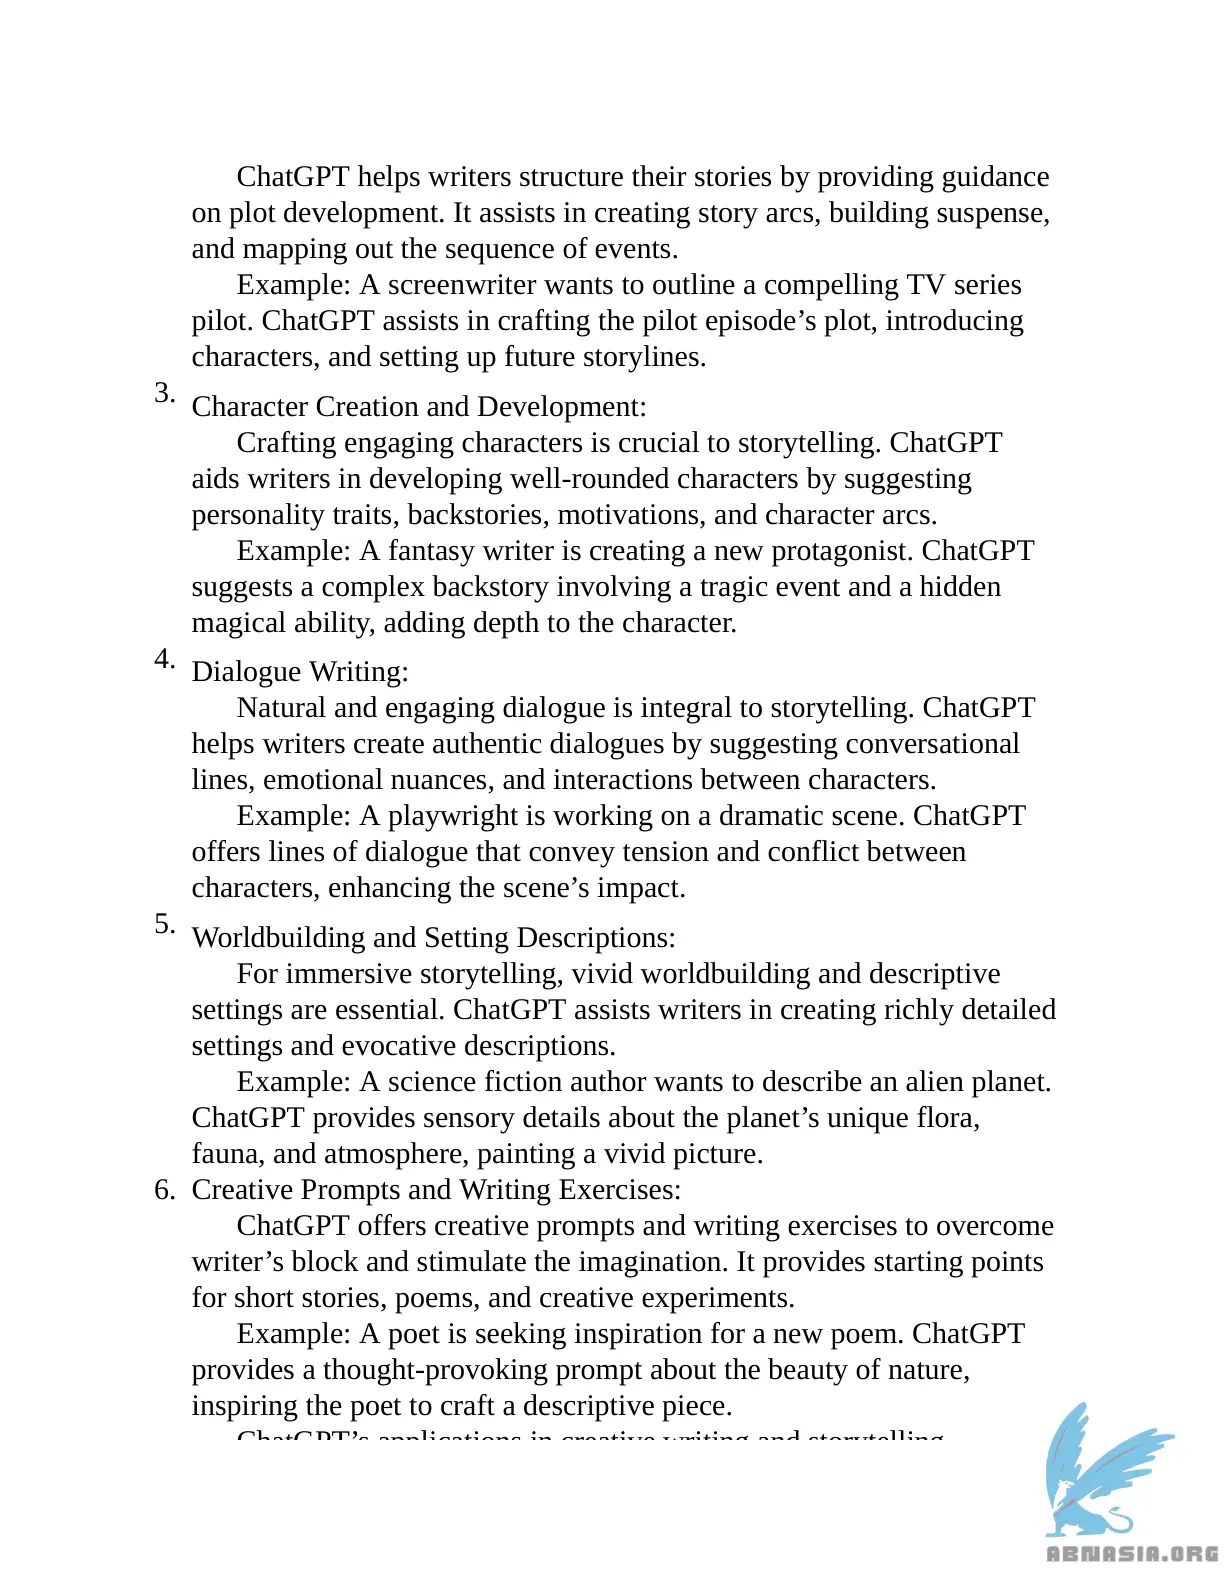 ChatGPT helps writers structure their stories by providing guidance
on plot development. It assists in creating story arcs, building suspense,
and mapping out the sequence of events.
Example: A screenwriter wants to outline a compelling TV series
pilot. ChatGPT assists in crafting the pilot episode’s plot, introducing
characters, and setting up future storylines.
3. Character Creation and Development:
Crafting engaging characters is crucial to storytelling. ChatGPT
aids writers in developing well-rounded characters by suggesting
personality traits, backstories, motivations, and character arcs.
Example: A fantasy writer is creating a new protagonist. ChatGPT
suggests a complex backstory involving a tragic event and a hidden
magical ability, adding depth to the character.
4. Dialogue Writing:
Natural and engaging dialogue is integral to storytelling. ChatGPT
helps writers create authentic dialogues by suggesting conversational
lines, emotional nuances, and interactions between characters.
Example: A playwright is working on a dramatic scene. ChatGPT
offers lines of dialogue that convey tension and conflict between
characters, enhancing the scene’s impact.
5. Worldbuilding and Setting Descriptions:
For immersive storytelling, vivid worldbuilding and descriptive
settings are essential. ChatGPT assists writers in creating richly detailed
settings and evocative descriptions.
Example: A science fiction author wants to describe an alien planet.
ChatGPT provides sensory details about the planet’s unique flora,
fauna, and atmosphere, painting a vivid picture.
6. Creative Prompts and Writing Exercises:
ChatGPT offers creative prompts and writing exercises to overcome
writer’s block and stimulate the imagination. It provides starting points
for short stories, poems, and creative experiments.
Example: A poet is seeking inspiration for a new poem. ChatGPT
provides a thought-provoking prompt about the beauty of nature,
inspiring the poet to craft a descriptive piece.
ChatGPT’s applications in creative writing and storytelling
ABNASIA.ORG